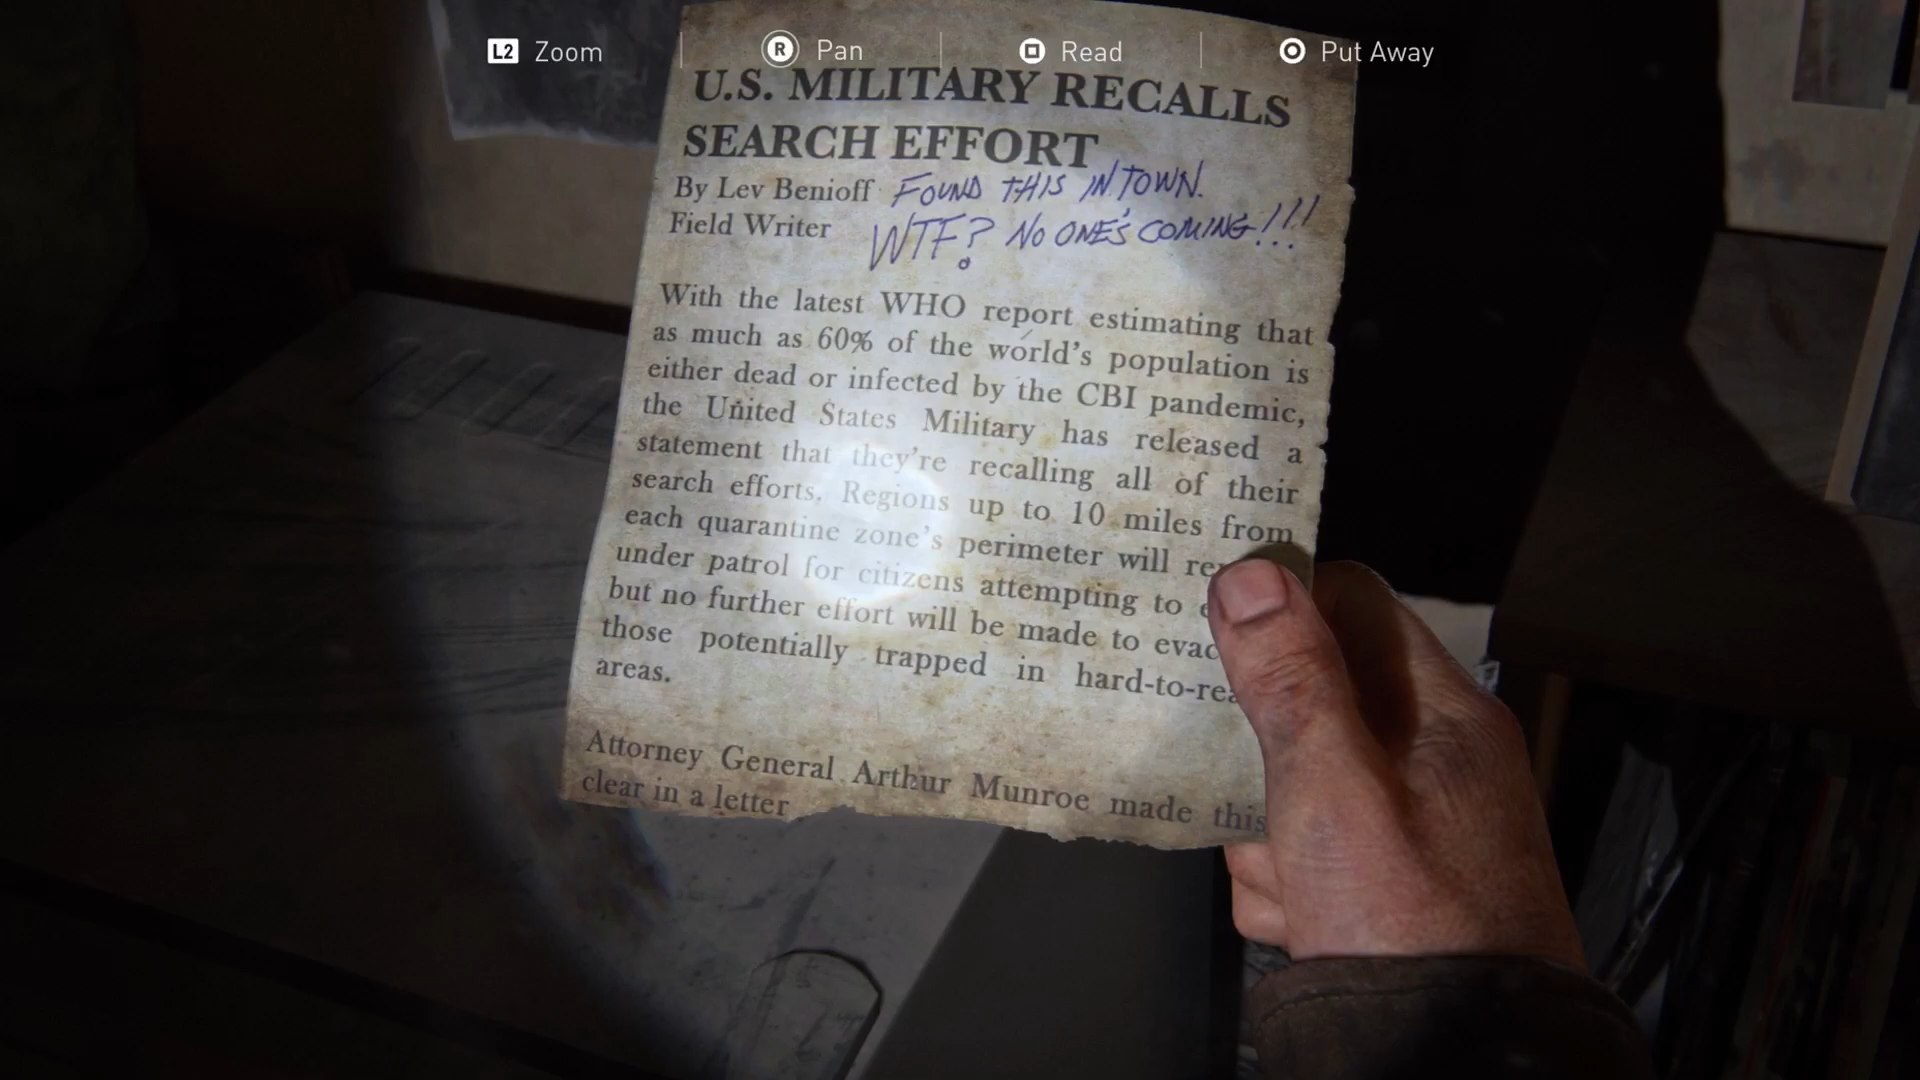 L2 Zoom R Pan Read Put Away
U.S. MILITARY RECALLS
SEARCH EFFORT
By Lev Benioff FOUND THIS IN TOWN.
Field Writer WTF? NO ONE'S COMING!!!
With the latest WHO report estimating that
as much as 60% of the world's population is
either dead or infected by the CBI pandemic,
the United States Military has released a
statement that they're recalling all of their
search efforts. Regions up to 10 miles from
each quarantine zone's perimeter will
under patrol for citizens attempting to
but no further effort will be made to
those potentially trapped in
areas.
Attorney General Arthur Munroe made this
clear in a letter